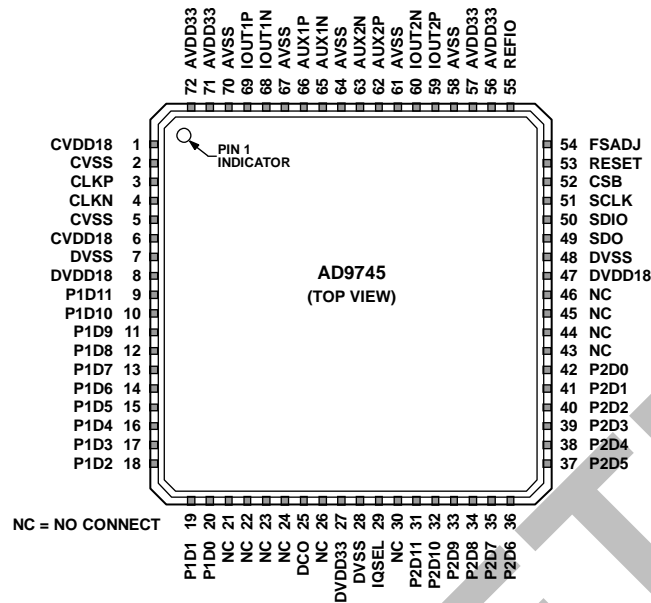 72 AVDD33
71 AVDD33
70 AVSS
69 IOUT1P
68 IOUT1N
67 AVSS
66 AUX1P
65 AUX1N
64 AVSS
63 AUX2N
62 AUX2P
61 AVSS
60 IOUT2N
59 IOUT2P
58 AVSS
57 AVDD33
56 AVDD33
55 REFIO
CVDD18 1
CVSS 2
CLKP 3
CLKN 4
CVSS 5
CVDD18 6
DVSS 7
DVDD18 8
P1D11 9
P1D10 10
P1D9 11
P1D8 12
P1D7 13
P1D6 14
P1D5 15
P1D4 16
P1D3 17
P1D2 18
PIN 1
INDICATOR
AD9745
(TOP VIEW)
54 FSADJ
53 RESET
52 CSB
51 SCLK
50 SDIO
49 SDO
48 DVSS
47 DVDD18
46 NC
45 NC
44 NC
43 NC
42 P2D0
41 P2D1
40 P2D2
39 P2D3
38 P2D4
37 P2D5
NC = NO CONNECT
P1D1 19
P1D0 20
NC 21
NC 22
NC 23
NC 24
DCO 25
NC 26
DVDD33 27
DVSS 28
IQSEL 29
NC 30
P2D11 31
P2D10 32
P2D9 33
P2D8 34
P2D7 35
P2D6 36